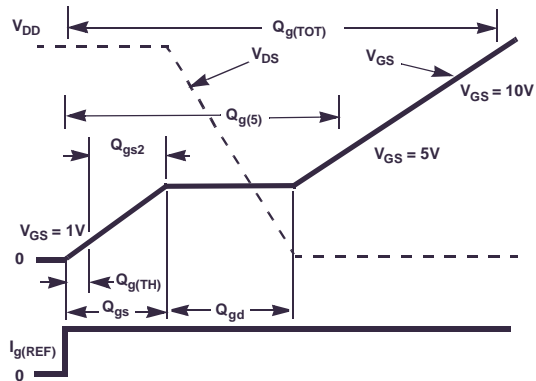 V_DD
Q_g(TOT)
V_DS
V_GS
V_GS = 10V
Q_g(5)
Q_gs2
V_GS = 5V
V_GS = 1V
0
Q_g(TH)
Q_gs
Q_gd
I_g(REF)
0